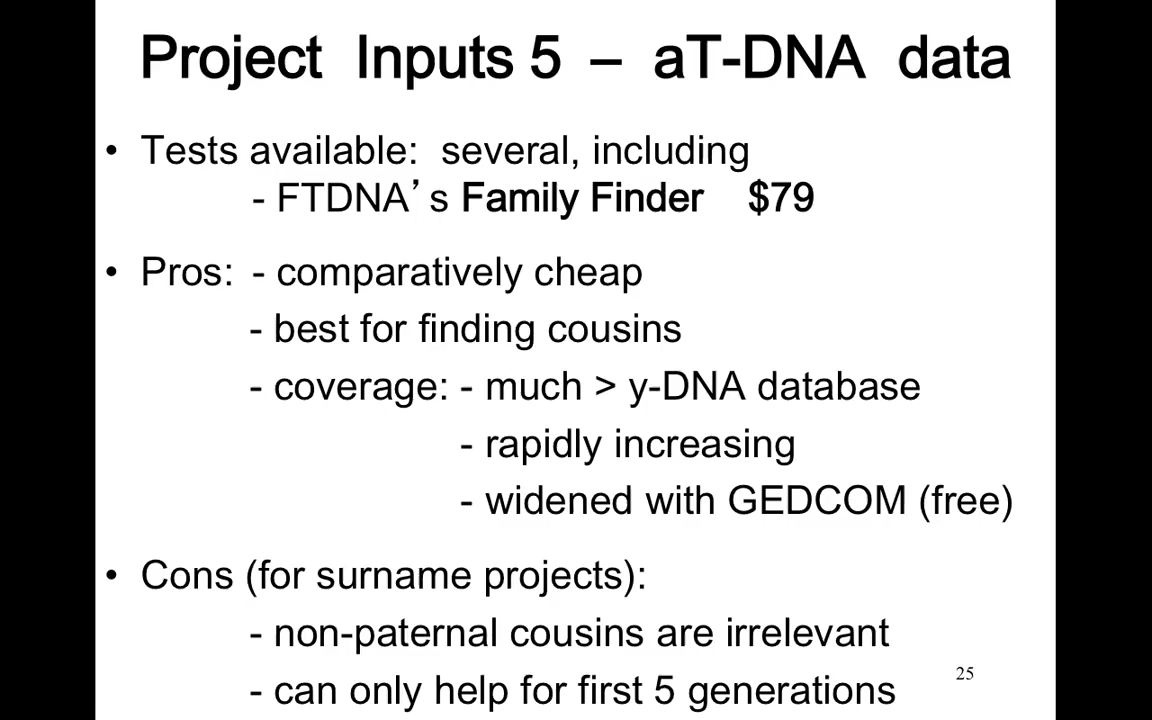 Project Inputs 5 – aT-DNA data
• Tests available: several, including
- FTDNA’s Family Finder $79
• Pros: - comparatively cheap
- best for finding cousins
- coverage: - much > y-DNA database
- rapidly increasing
- widened with GEDCOM (free)
• Cons (for surname projects):
- non-paternal cousins are irrelevant
- can only help for first 5 generations
25